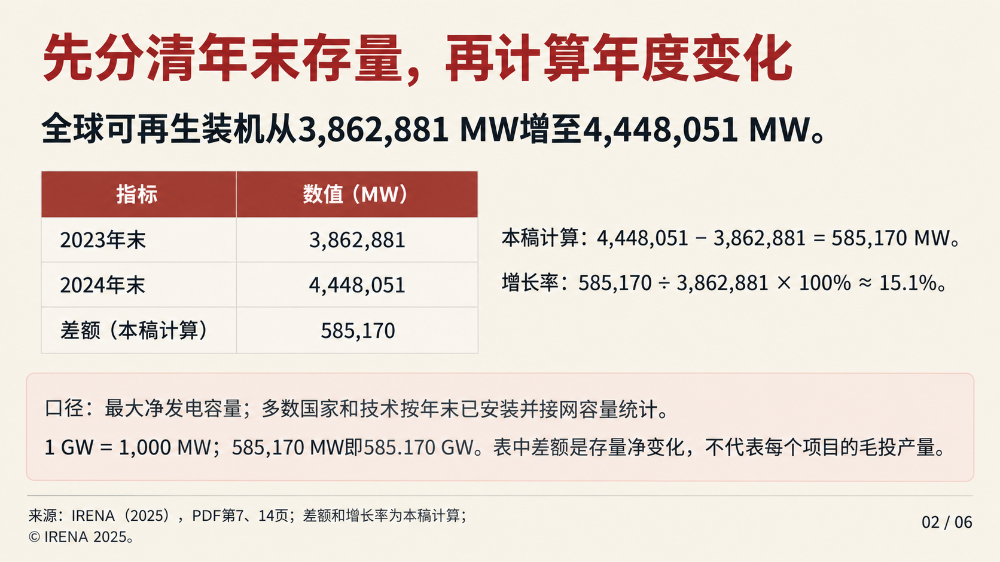 先分清年末存量，再计算年度变化
全球可再生装机从3,862,881 MW增至4,448,051 MW。
指标 数值（MW）
2023年末 3,862,881
2024年末 4,448,051
差额（本稿计算） 585,170
本稿计算：4,448,051 − 3,862,881 = 585,170 MW。
增长率：585,170 ÷ 3,862,881 × 100% ≈ 15.1%。
口径：最大净发电容量；多数国家和技术按年末已安装并接网容量统计。
1 GW = 1,000 MW；585,170 MW即585.170 GW。表中差额是存量净变化，不代表每个项目的毛投产量。
来源：IRENA（2025），PDF第7、14页；差额和增长率为本稿计算；
© IRENA 2025。
02 / 06